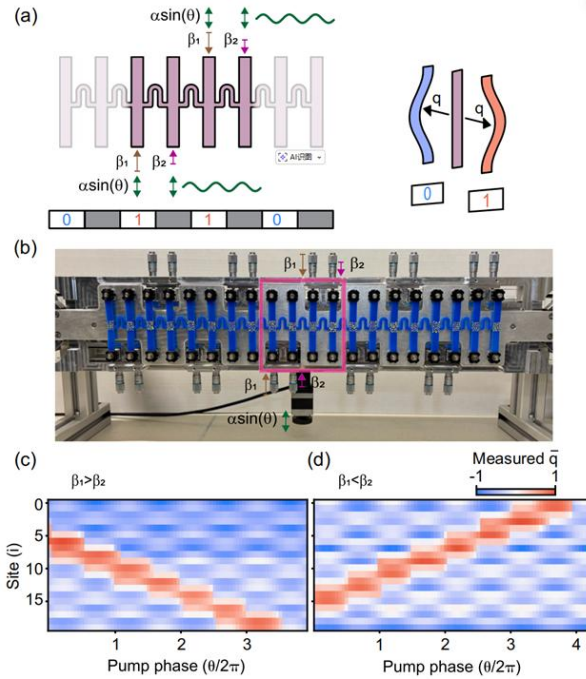 (a)
αsin(θ)
β₁ β₂
q q
AI识图
β₁ β₂
αsin(θ)
0 1
0 1 1 0
(b)
β₁ β₂
β₁ β₂
αsin(θ)
Measured q̄
(c) β₁>β₂ (d) β₁<β₂ -1 1
0
5
10
15
Site (i)
1 2 3
1 2 3 4
Pump phase (θ/2π) Pump phase (θ/2π)